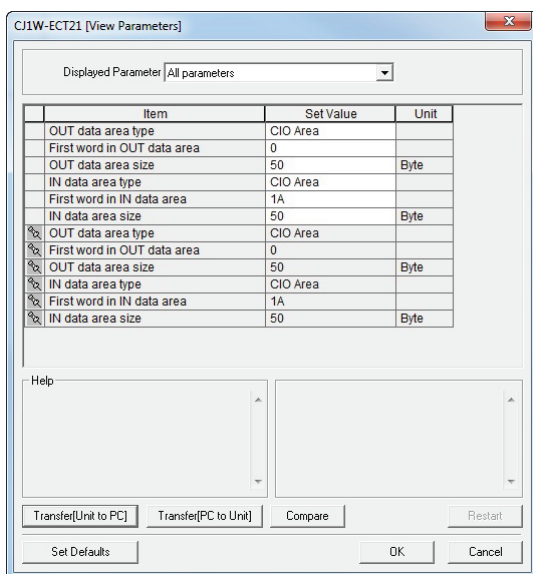 CJ1W-ECT21 [View Parameters]
Displayed Parameter All parameters
Item Set Value Unit
OUT data area type CIO Area
First word in OUT data area 0
OUT data area size 50 Byte
IN data area type CIO Area
First word in IN data area 1A
IN data area size 50 Byte
OUT data area type CIO Area
First word in OUT data area 0
OUT data area size 50 Byte
IN data area type CIO Area
First word in IN data area 1A
IN data area size 50 Byte
Help
Transfer[Unit to PC] Transfer[PC to Unit] Compare Restart
Set Defaults OK Cancel